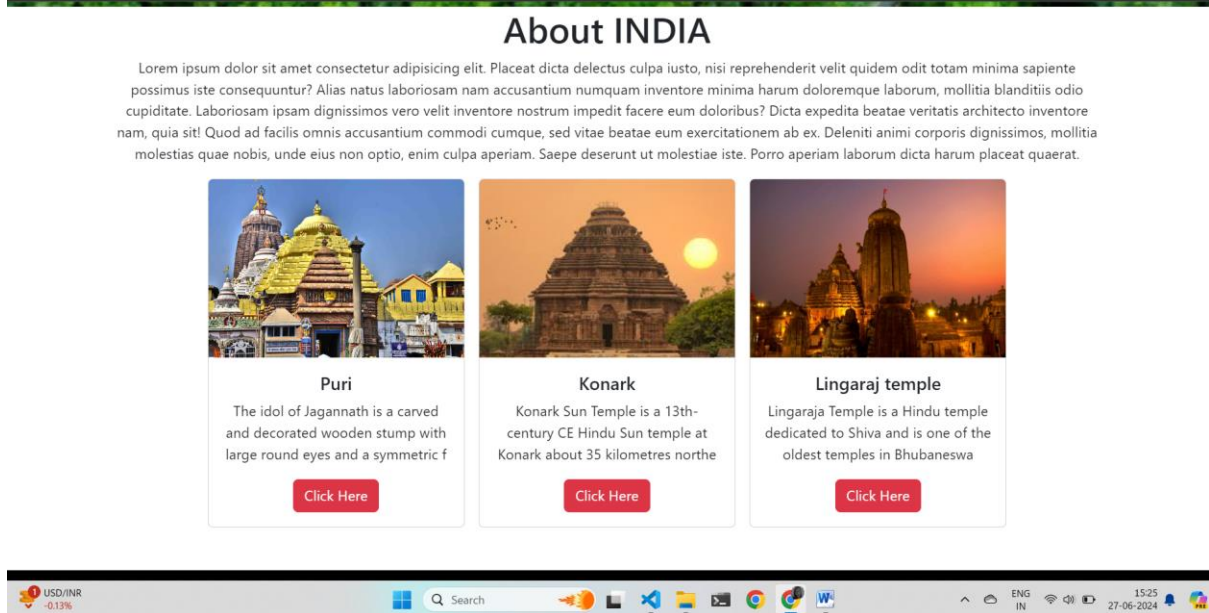 About INDIA
Lorem ipsum dolor sit amet consectetur adipisicing elit. Placeat dicta delectus culpa iusto, nisi reprehenderit velit quidem odit totam minima sapiente
possimus iste consequuntur? Alias natus laboriosam nam accusantium numquam inventore minima harum doloremque laborum, mollitia blanditiis odio
cupiditate. Laboriosam ipsam dignissimos vero velit inventore nostrum impedit facere eum doloribus? Dicta expedita beatae veritatis architecto inventore
nam, quia sit! Quod ad facilis omnis accusantium commodi cumque, sed vitae beatae eum exercitationem ab ex. Deleniti animi corporis dignissimos, mollitia
molestias quae nobis, unde eius non optio, enim culpa aperiam. Saepe deserunt ut molestiae iste. Porro aperiam laborum dicta harum placeat quaerat.
Puri
The idol of Jagannath is a carved
and decorated wooden stump with
large round eyes and a symmetric f
Click Here
Konark
Konark Sun Temple is a 13th-
century CE Hindu Sun temple at
Konark about 35 kilometres northe
Click Here
Lingaraj temple
Lingaraja Temple is a Hindu temple
dedicated to Shiva and is one of the
oldest temples in Bhubaneswa
Click Here
1
USD/INR
-0.13%
Search
W
ENG
IN
15:25
27-06-2024
PRE